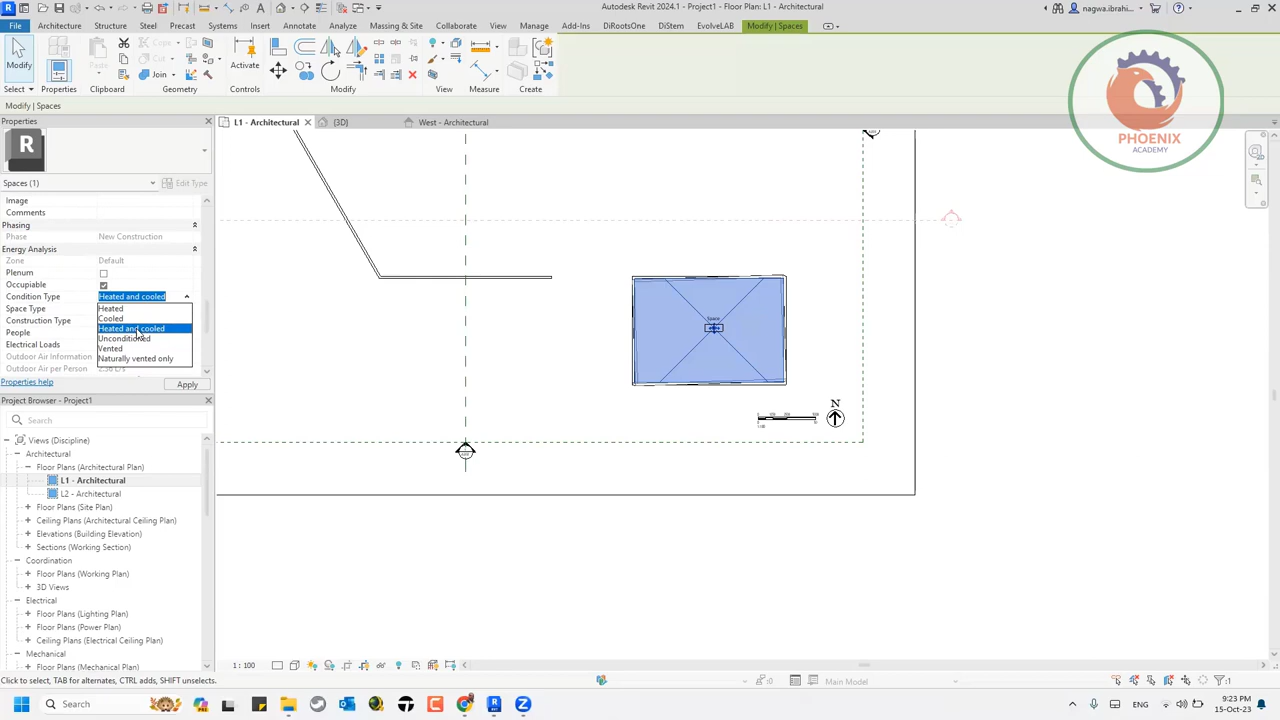 Autodesk Revit 2024.1 - Project1 - Floor Plan: L1 - Architectural
nagwa.ibrahi...
File Architecture Structure Steel Precast Systems Insert Annotate Analyze Massing & Site Collaborate View Manage Add-Ins DiRootsOne DiStem EvolveLAB Modify | Spaces
Modify
Paste
Cut
Join
Activate
Select Properties Clipboard Geometry Controls Modify View Measure Create
Modify | Spaces
PHOENIX
ACADEMY
Properties
L1 - Architectural {3D} West - Architectural
R
Spaces (1) Edit Type
Image
Comments
Phasing
Phase New Construction
Energy Analysis
Zone Default
Plenum
Occupiable
Condition Type Heated and cooled
Space Type
Construction Type
People
Electrical Loads
Outdoor Air Information
Outdoor Air per Person
Heated
Cooled
Heated and cooled
Unconditioned
Vented
Naturally vented only
Properties help Apply
Space
N
Project Browser - Project1
Search
Views (Discipline)
Architectural
Floor Plans (Architectural Plan)
L1 - Architectural
L2 - Architectural
Floor Plans (Site Plan)
Ceiling Plans (Architectural Ceiling Plan)
Elevations (Building Elevation)
Sections (Working Section)
Coordination
Floor Plans (Working Plan)
3D Views
Electrical
Floor Plans (Lighting Plan)
Floor Plans (Power Plan)
Ceiling Plans (Electrical Ceiling Plan)
Mechanical
Floor Plans (Mechanical Plan)
1 : 100
Click to select, TAB for alternates, CTRL adds, SHIFT unselects.
:0
Main Model
:1
Search
ENG
9:23 PM
15-Oct-23